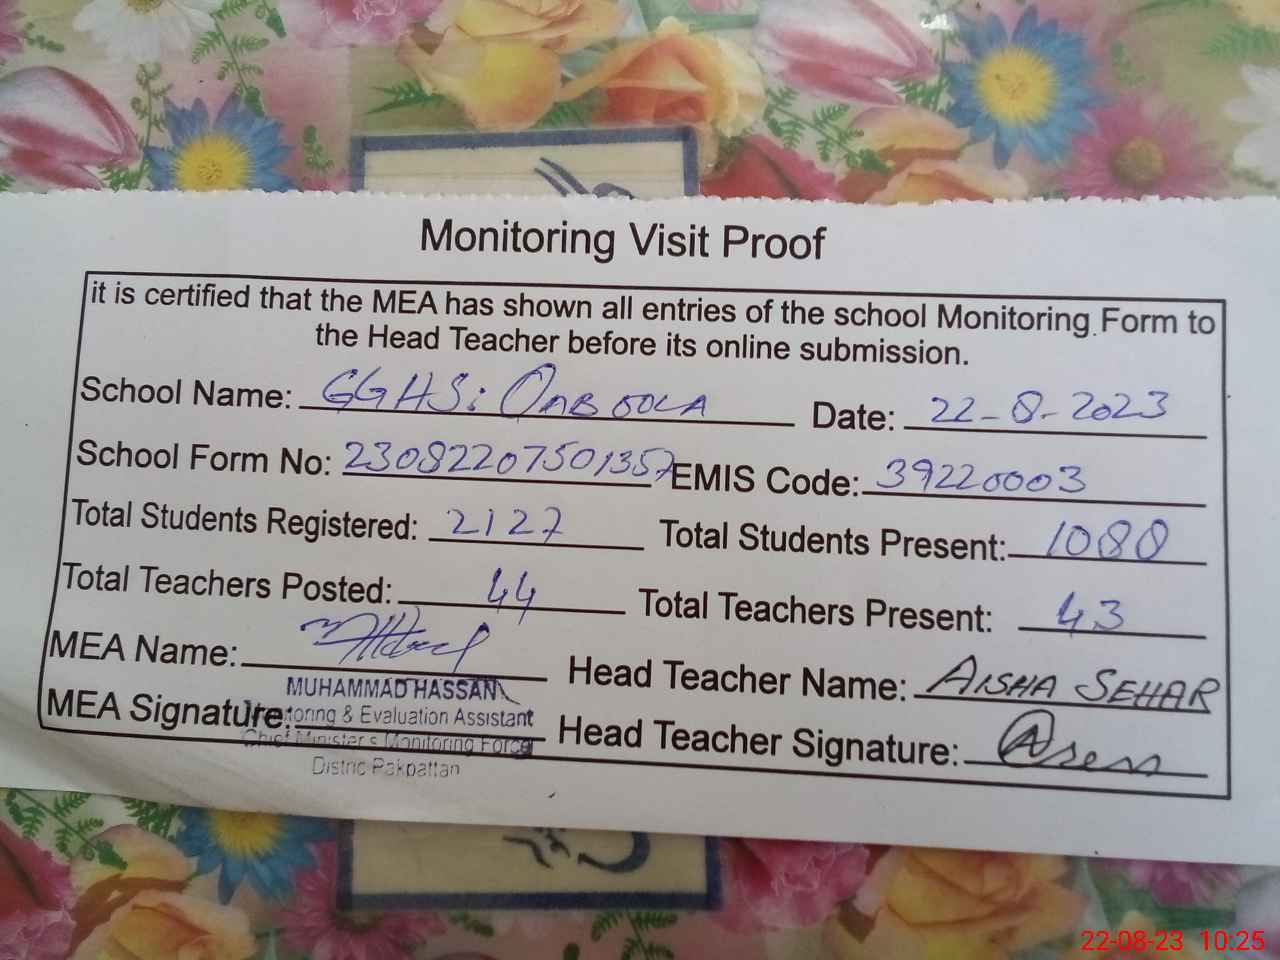 Monitoring Visit Proof
it is certified that the MEA has shown all entries of the school Monitoring Form to
the Head Teacher before its online submission.
School Name: GGHS: Date: 22-8-2023
School Form No: 23082207501357 EMIS Code: 39220003
Total Students Registered: 2127 Total Students Present: 1080
Total Teachers Posted: 44 Total Teachers Present: 43
MEA Name: Head Teacher Name: AISHA SEHAR
MUHAMMAD HASSAN
MEA Signature: Head Teacher Signature:
Monitoring & Evaluation Assistant
Chief Minister's Monitoring Force
Distric Pakpattan
22-08-23 10:25